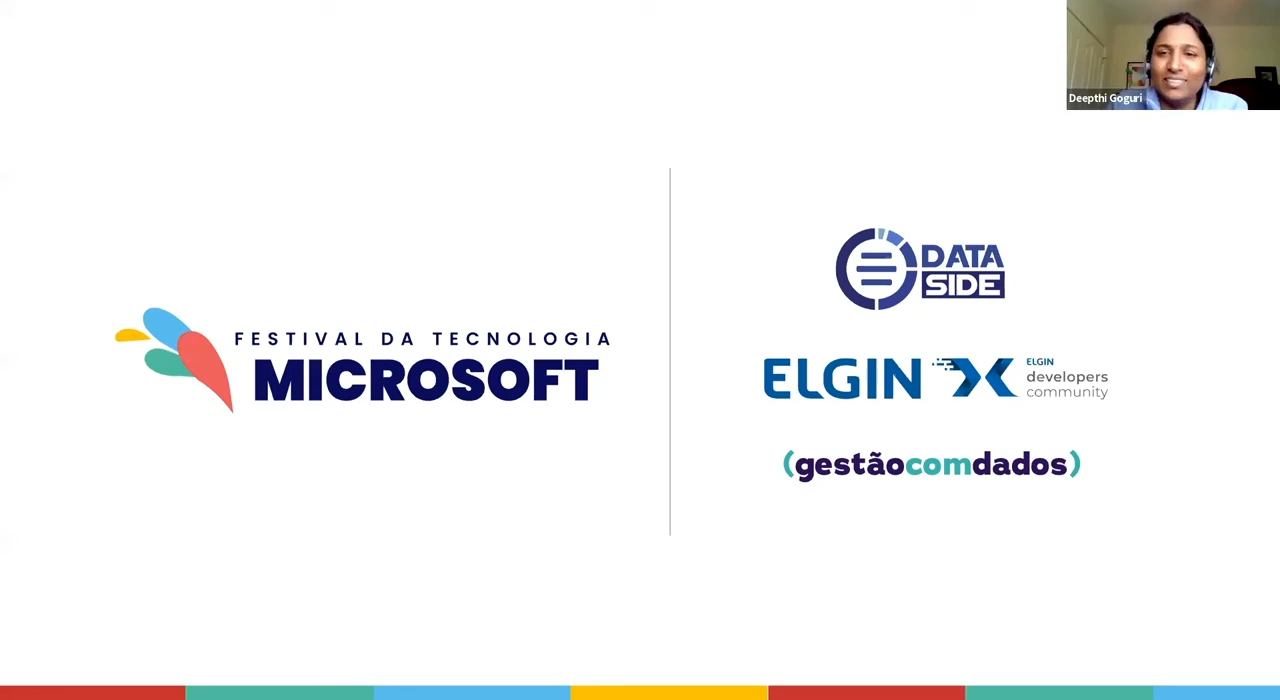 Deepthi Goguri
FESTIVAL DA TECNOLOGIA
MICROSOFT
DATA
SIDE
ELGIN
ELGIN
developers
community
(gestãocomdados)